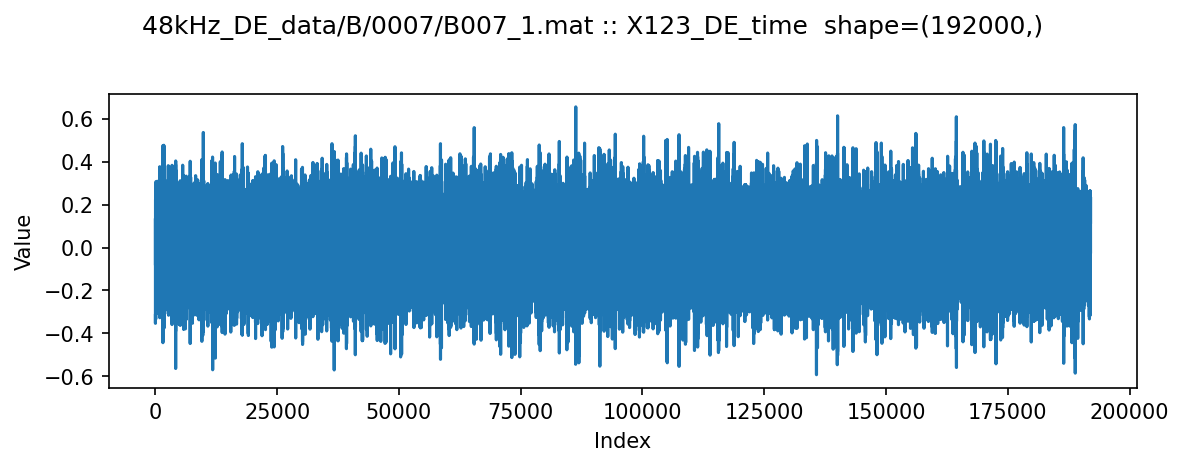 48kHz_DE_data/B/0007/B007_1.mat :: X123_DE_time  shape=(192000,)
0.6
0.4
0.2
0.0
−0.2
−0.4
−0.6
Value
0 25000 50000 75000 100000 125000 150000 175000 200000
Index